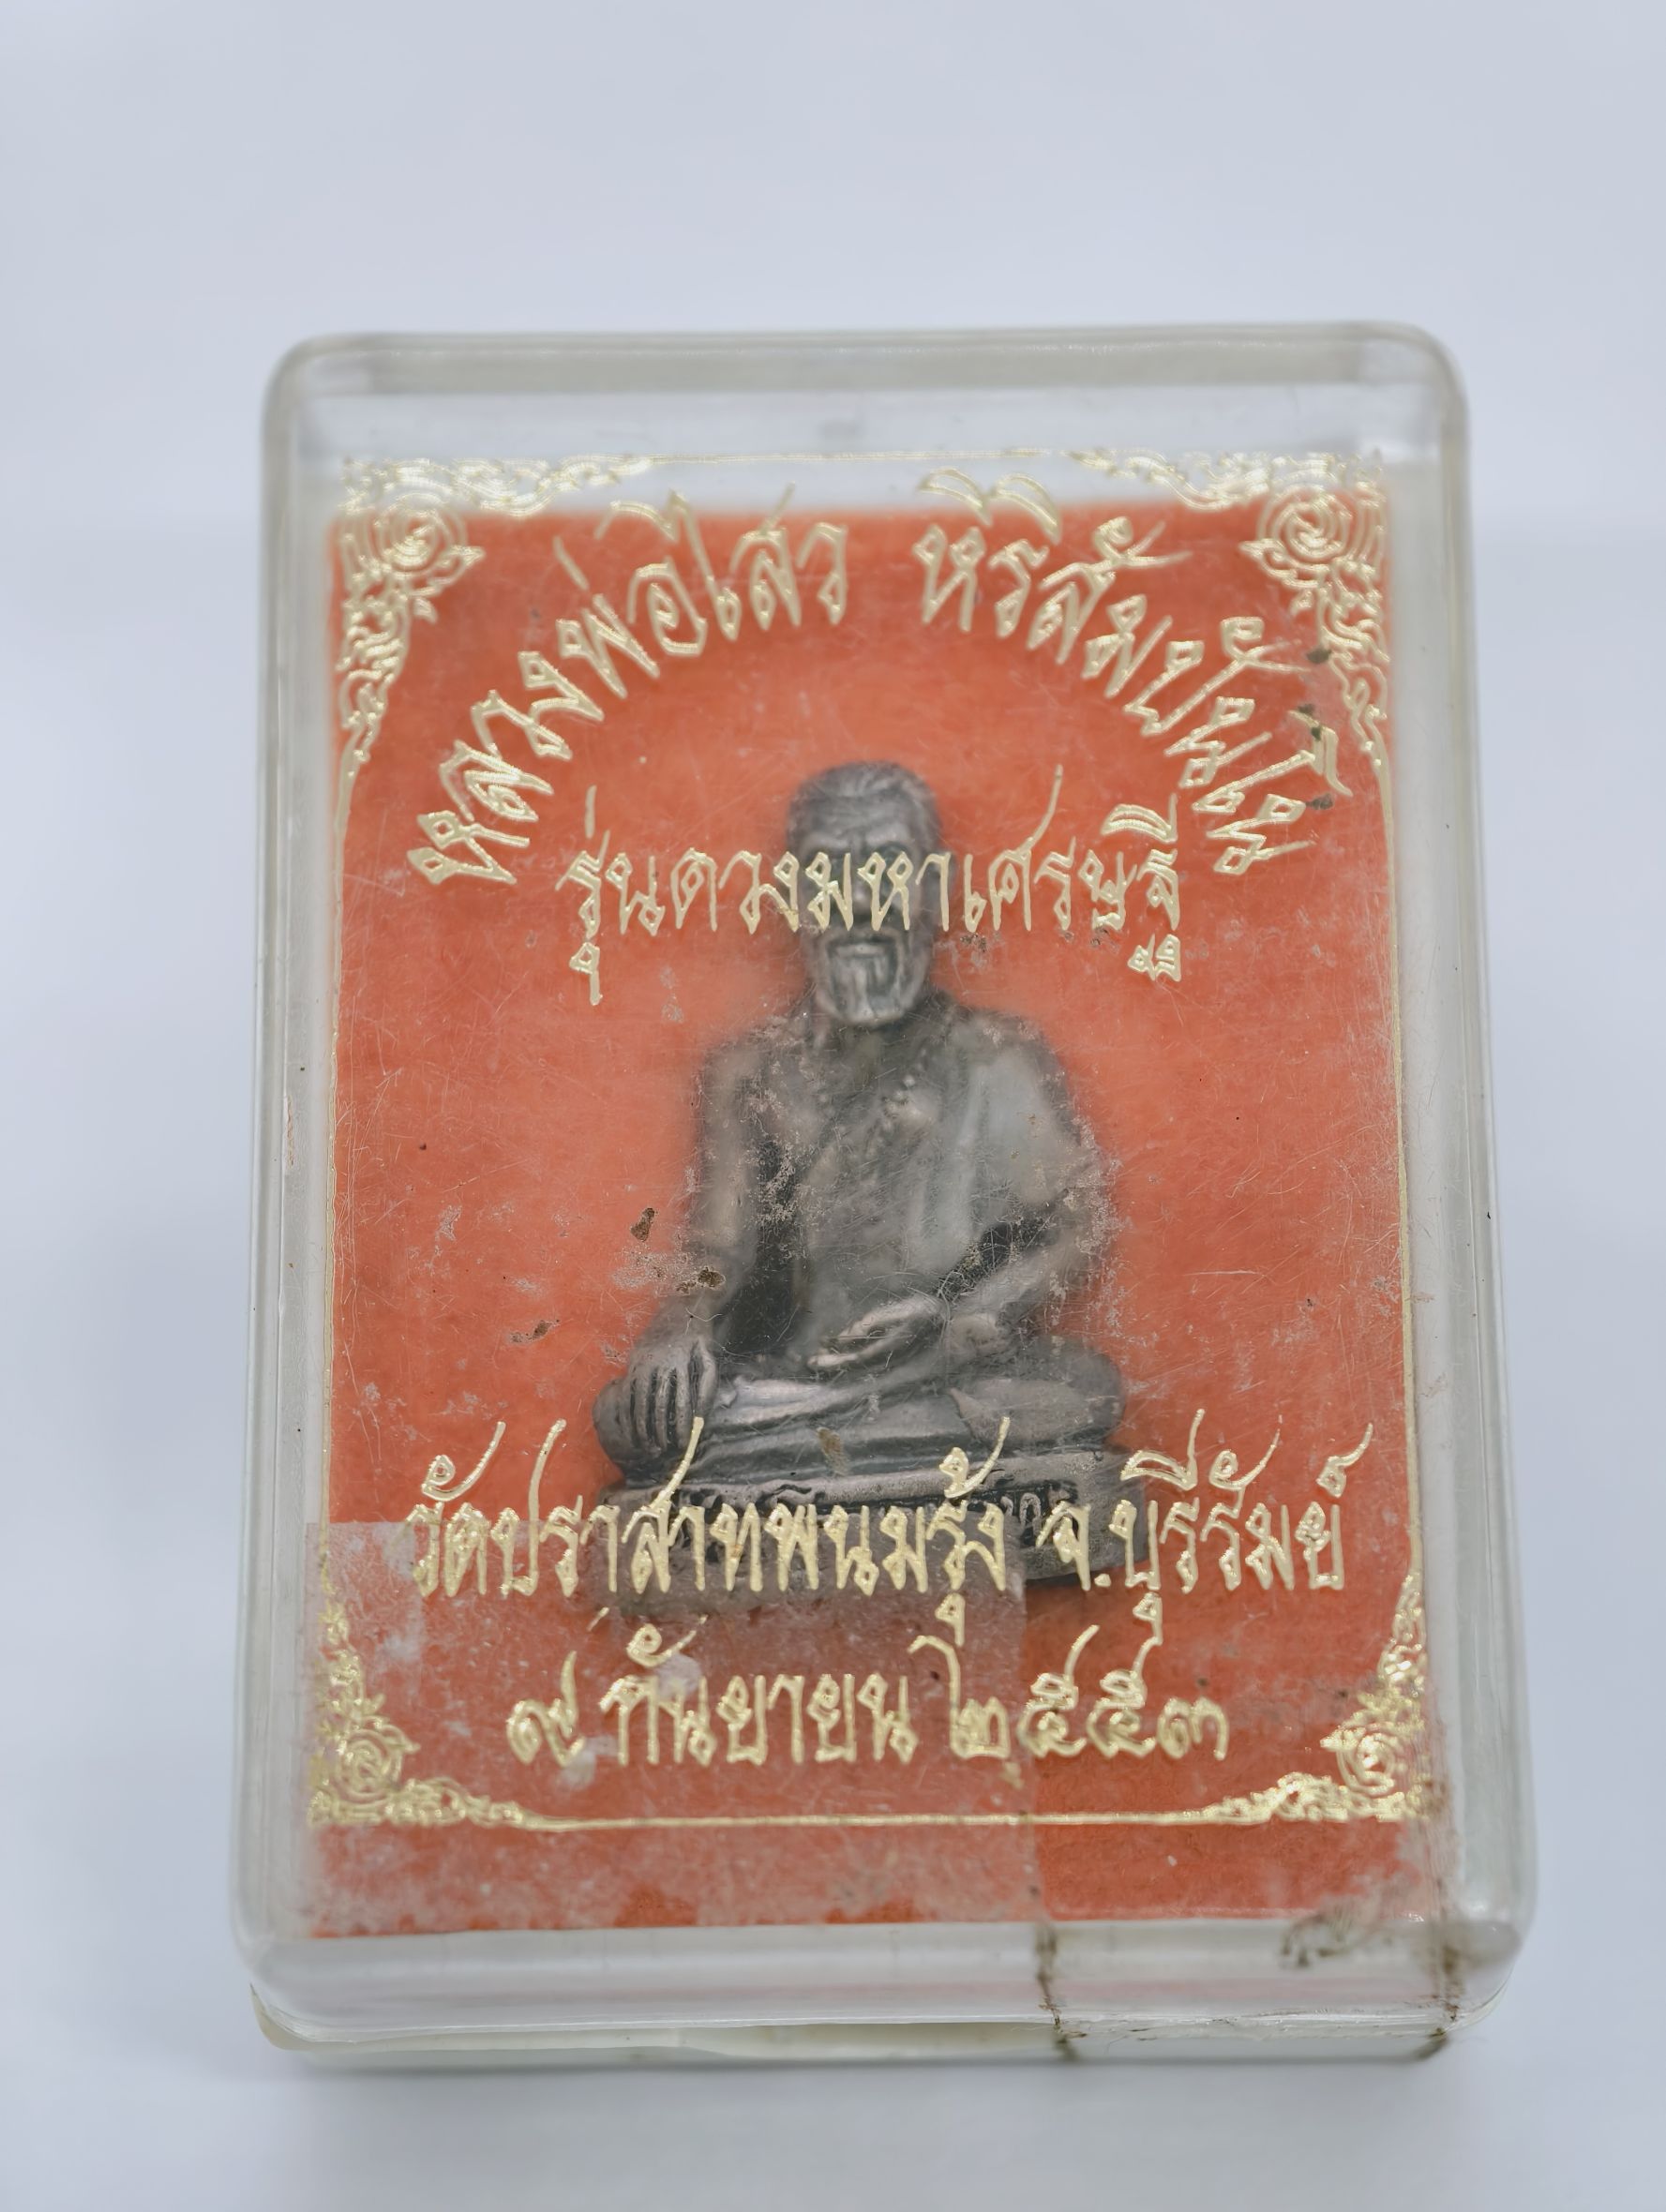 หลวงพ่อไสว หิริสัมปันโน
รุ่นดวงมหาเศรษฐี
วัดปราสาทพนมรุ้ง จ.บุรีรัมย์
๙ กันยายน ๒๕๕๓